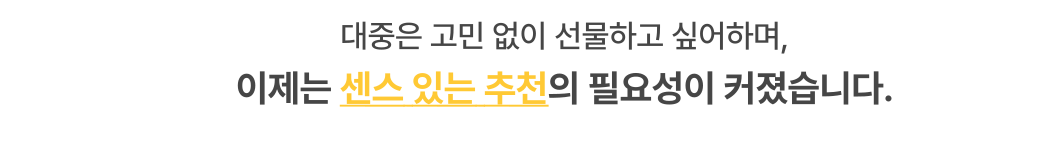 대중은 고민 없이 선물하고 싶어하며,
이제는 센스 있는 추천의 필요성이 커졌습니다.